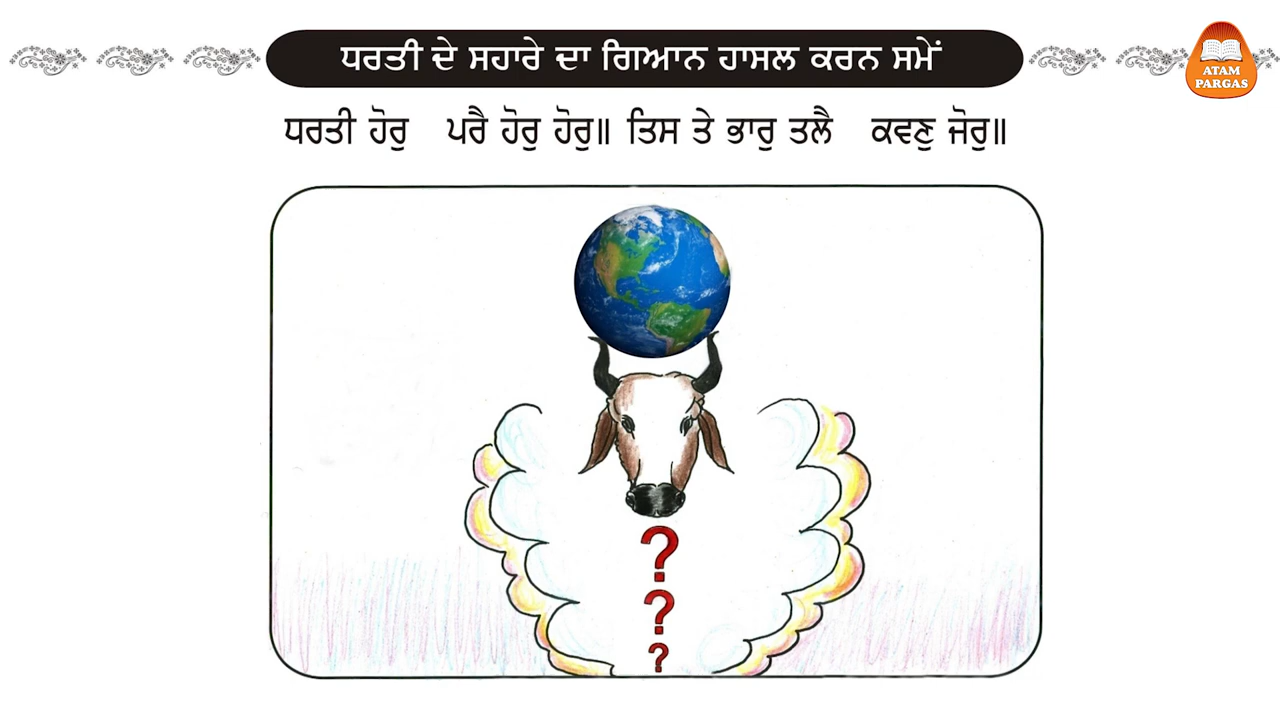 ਧਰਤੀ ਦੇ ਸਹਾਰੇ ਦਾ ਗਿਆਨ ਹਾਸਲ ਕਰਨ ਸਮੇਂ
ATAM
PARGAS
ਧਰਤੀ ਹੋਰੁ ਪਰੈ ਹੋਰੁ ਹੋਰੁ॥ ਤਿਸ ਤੇ ਭਾਰੁ ਤਲੈ ਕਵਣੁ ਜੋਰੁ॥
?
?
?